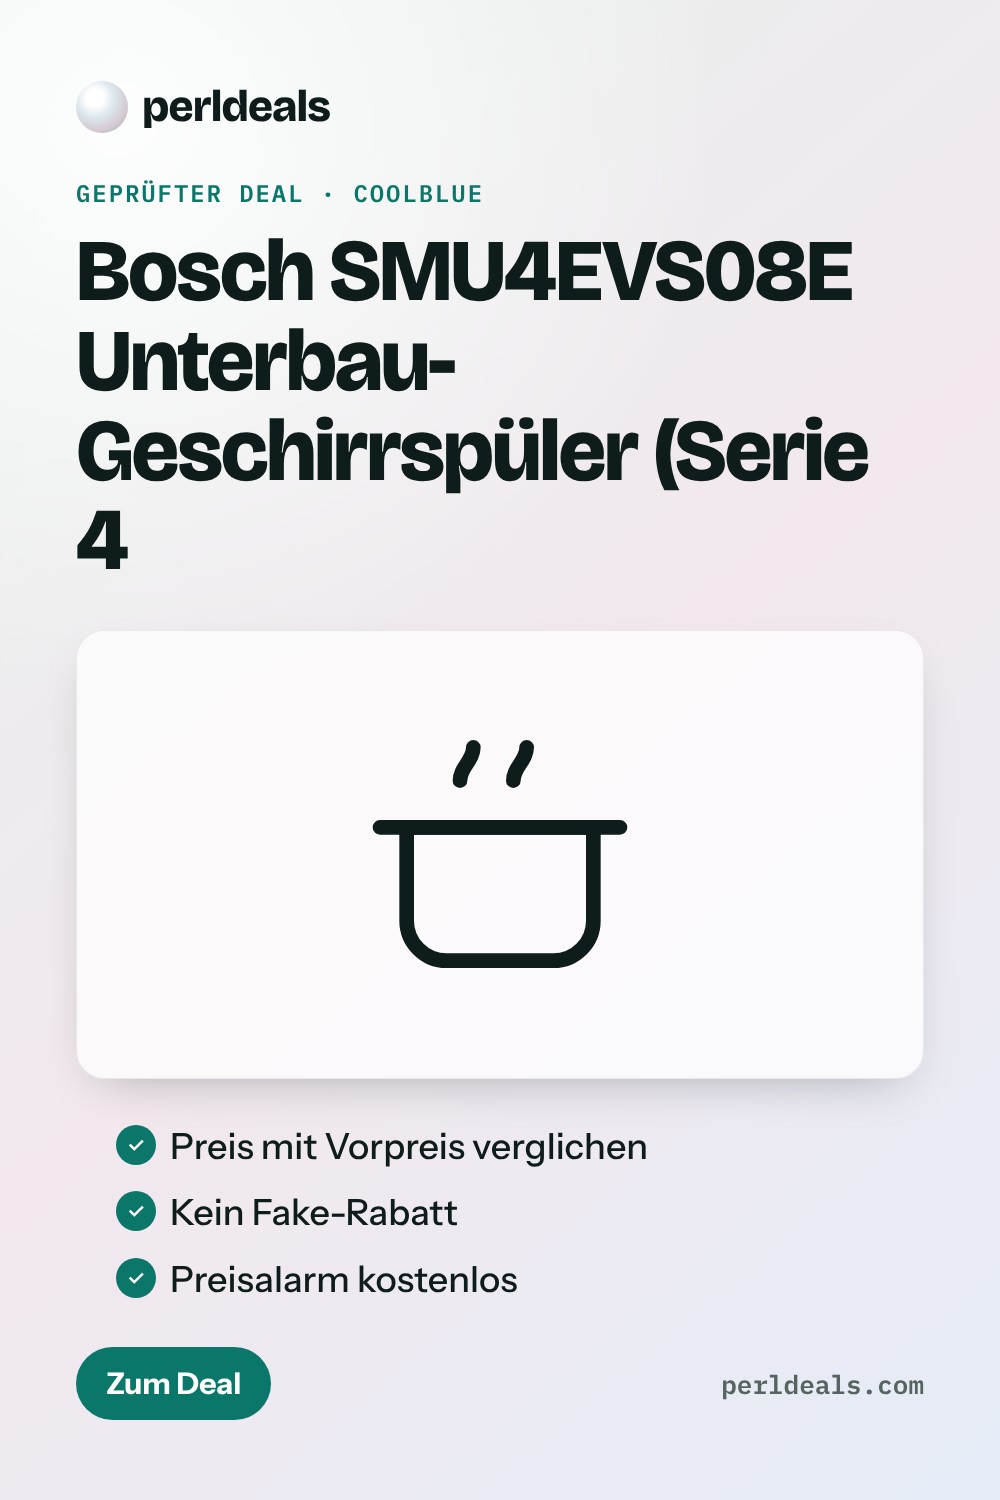 perldeals
GEPRÜFTER DEAL · COOLBLUE
Bosch SMU4EVS08E
Unterbau-
Geschirrspüler (Serie
4
Preis mit Vorpreis verglichen
Kein Fake-Rabatt
Preisalarm kostenlos
Zum Deal
perldeals.com